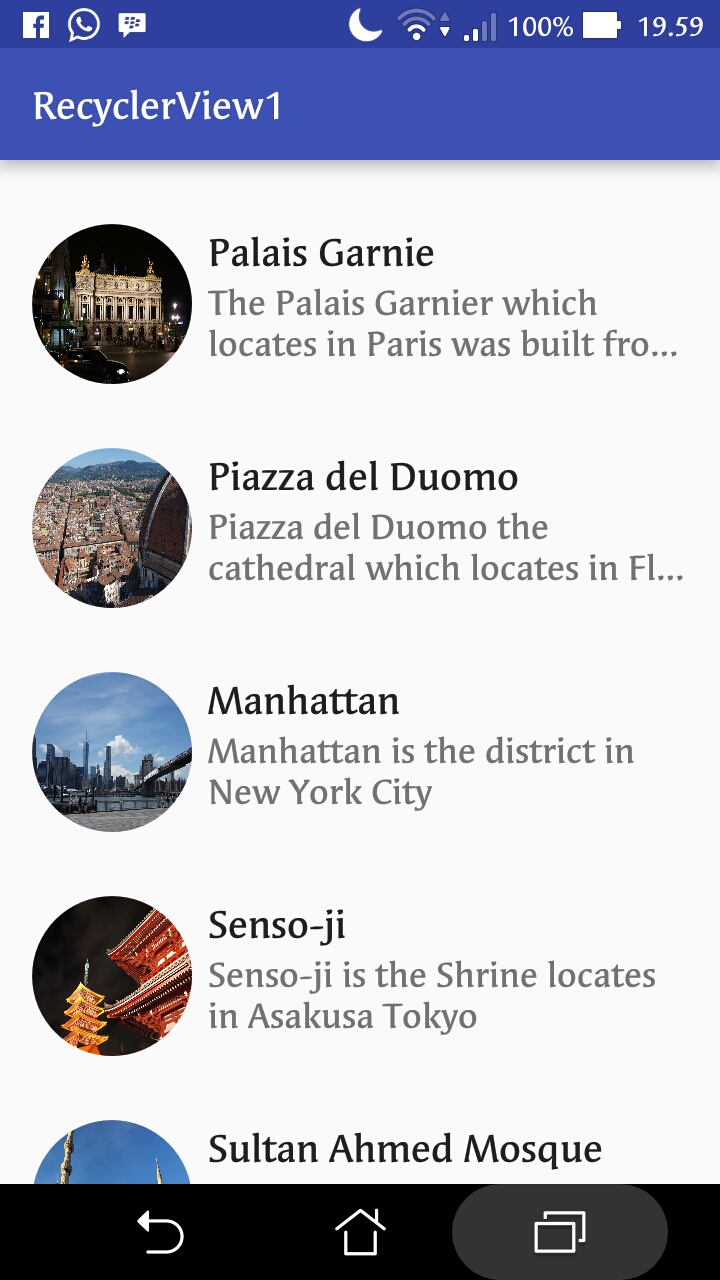 100% 19.59
RecyclerView1
Palais Garnie
The Palais Garnier which
locates in Paris was built fro...
Piazza del Duomo
Piazza del Duomo the
cathedral which locates in Fl...
Manhattan
Manhattan is the district in
New York City
Senso-ji
Senso-ji is the Shrine locates
in Asakusa Tokyo
Sultan Ahmed Mosque